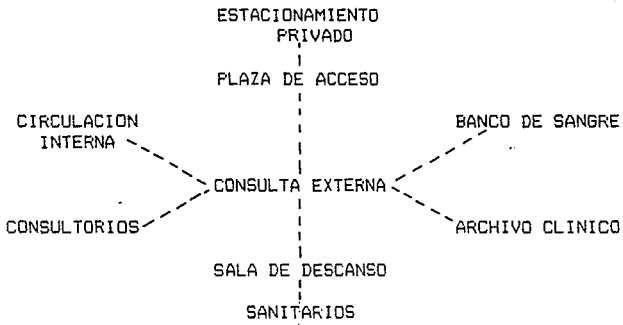 ESTACIONAMIENTO
PRIVADO
PLAZA DE ACCESO
CIRCULACION
INTERNA
BANCO DE SANGRE
CONSULTA EXTERNA
CONSULTORIOS
ARCHIVO CLINICO
SALA DE DESCANSO
SANITARIOS